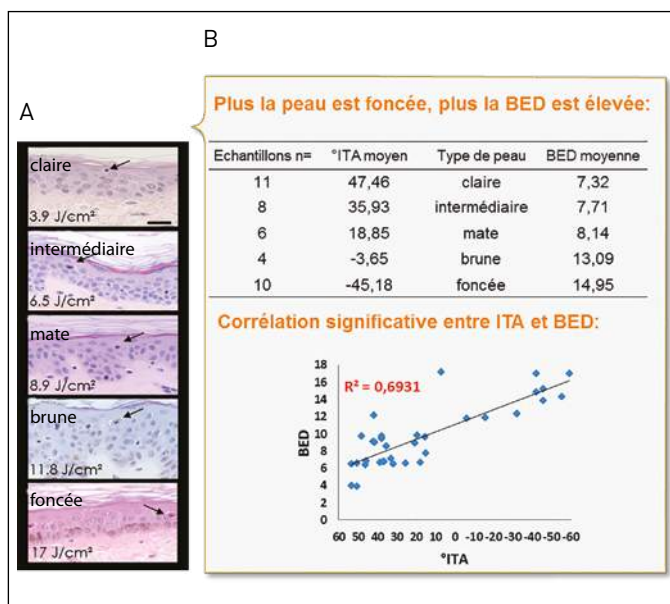 A
claire
3.9 J/cm²
intermédiaire
6.5 J/cm²
mate
8.9 J/cm²
brune
11.8 J/cm²
foncée
17 J/cm²
B
Plus la peau est foncée, plus la BED est élevée:
Echantillons n= °ITA moyen Type de peau BED moyenne
11 47,46 claire 7,32
8 35,93 intermédiaire 7,71
6 18,85 mate 8,14
4 -3,65 brune 13,09
10 -45,18 foncée 14,95
Corrélation significative entre ITA et BED:
R² = 0,6931
BED
18
16
14
12
10
8
6
4
2
0
60 50 40 30 20 10 0 -10 -20 -30 -40 -50 -60
°ITA